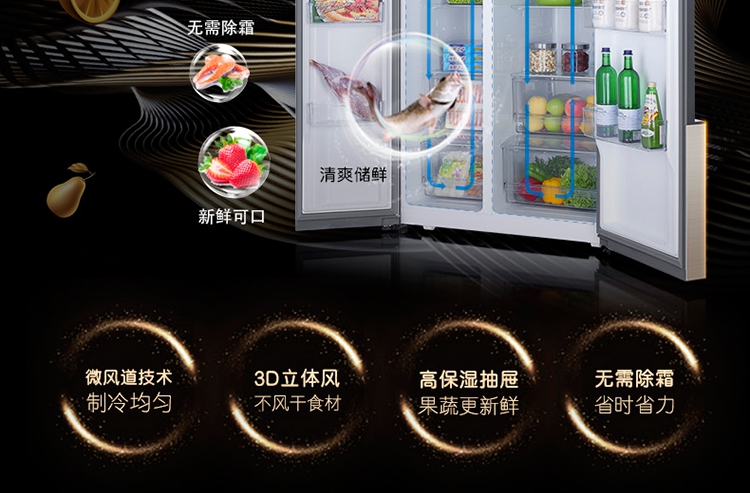 无需除霜
清爽储鲜
新鲜可口
微风道技术
制冷均匀
3D立体风
不风干食材
高保湿抽屉
果蔬更新鲜
无需除霜
省时省力